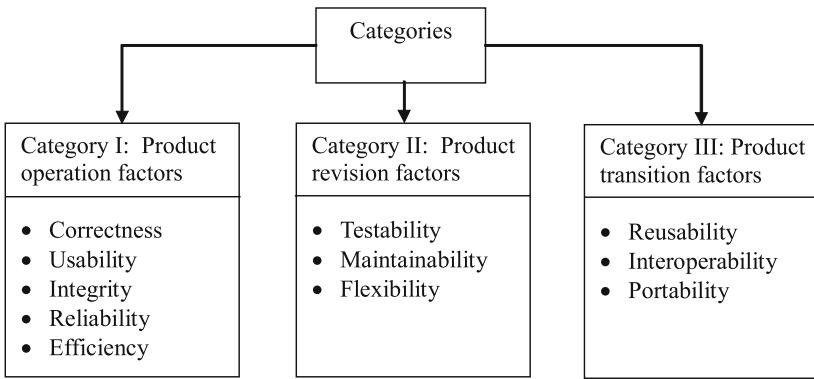 Categories
Category I:  Product
operation factors
• Correctness
• Usability
• Integrity
• Reliability
• Efficiency
Category II:  Product
revision factors
• Testability
• Maintainability
• Flexibility
Category III: Product
transition factors
• Reusability
• Interoperability
• Portability